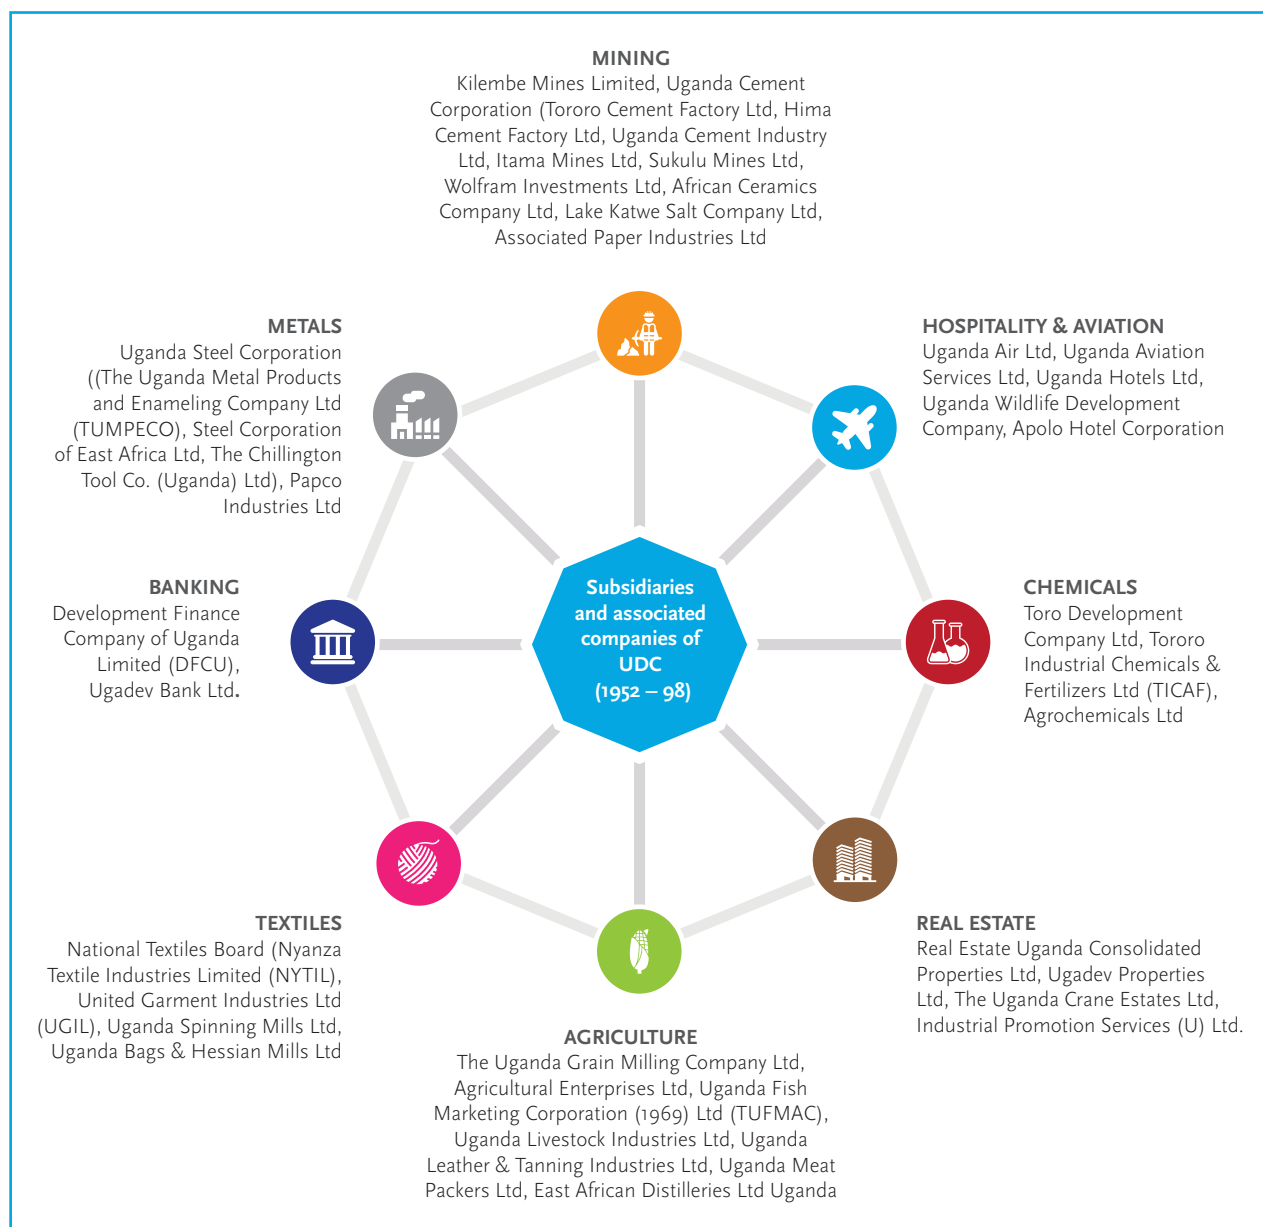 MINING
Kilembe Mines Limited, Uganda Cement
Corporation (Tororo Cement Factory Ltd, Hima
Cement Factory Ltd, Uganda Cement Industry
Ltd, Itama Mines Ltd, Sukulu Mines Ltd,
Wolfram Investments Ltd, African Ceramics
Company Ltd, Lake Katwe Salt Company Ltd,
Associated Paper Industries Ltd
METALS
Uganda Steel Corporation
((The Uganda Metal Products
and Enameling Company Ltd
(TUMPECO), Steel Corporation
of East Africa Ltd, The Chillington
Tool Co. (Uganda) Ltd), Papco
Industries Ltd
HOSPITALITY & AVIATION
Uganda Air Ltd, Uganda Aviation
Services Ltd, Uganda Hotels Ltd,
Uganda Wildlife Development
Company, Apolo Hotel Corporation
BANKING
Development Finance
Company of Uganda
Limited (DFCU),
Ugadev Bank Ltd.
Subsidiaries
and associated
companies of
UDC
(1952 – 98)
CHEMICALS
Toro Development
Company Ltd, Tororo
Industrial Chemicals &
Fertilizers Ltd (TICAF),
Agrochemicals Ltd
TEXTILES
National Textiles Board (Nyanza
Textile Industries Limited (NYTIL),
United Garment Industries Ltd
(UGIL), Uganda Spinning Mills Ltd,
Uganda Bags & Hessian Mills Ltd
REAL ESTATE
Real Estate Uganda Consolidated
Properties Ltd, Ugadev Properties
Ltd, The Uganda Crane Estates Ltd,
Industrial Promotion Services (U) Ltd.
AGRICULTURE
The Uganda Grain Milling Company Ltd,
Agricultural Enterprises Ltd, Uganda Fish
Marketing Corporation (1969) Ltd (TUFMAC),
Uganda Livestock Industries Ltd, Uganda
Leather & Tanning Industries Ltd, Uganda Meat
Packers Ltd, East African Distilleries Ltd Uganda